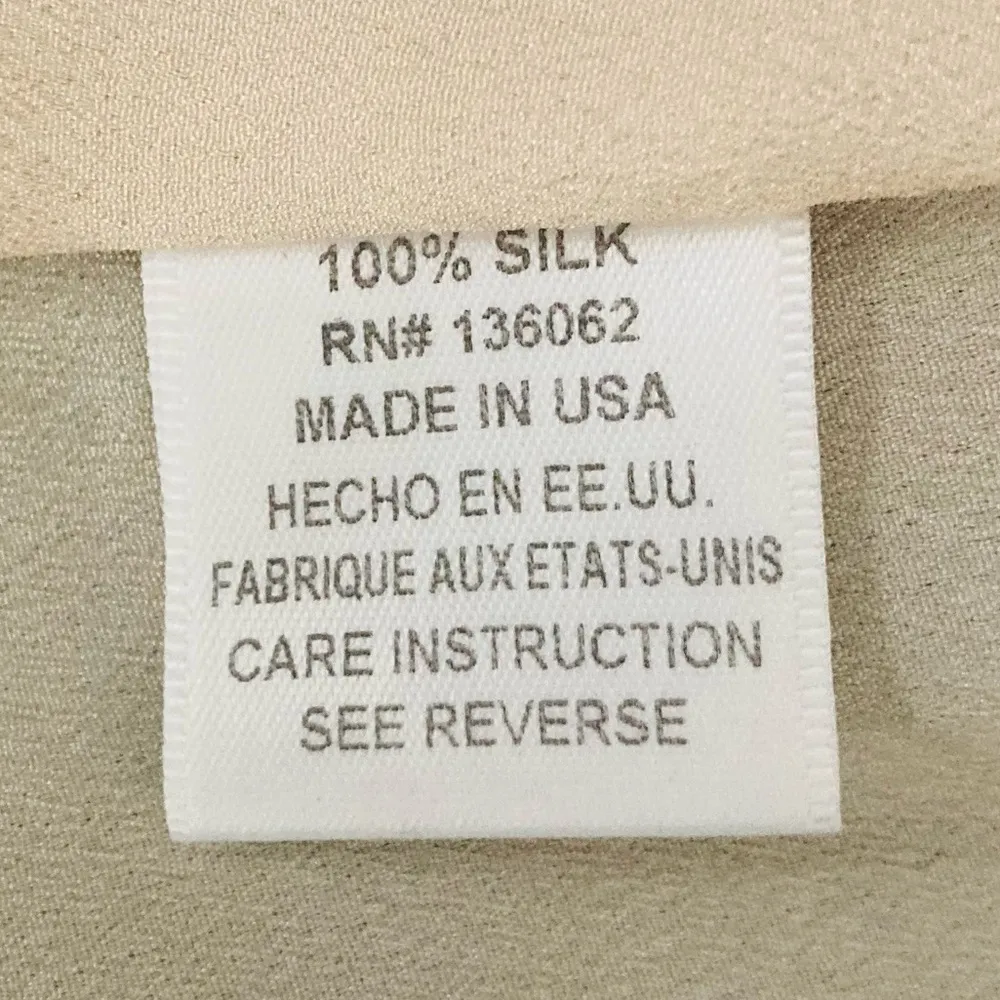 100% SILK
RN# 136062
MADE IN USA
HECHO EN EE.UU.
FABRIQUE AUX ETATS-UNIS
CARE INSTRUCTION
SEE REVERSE